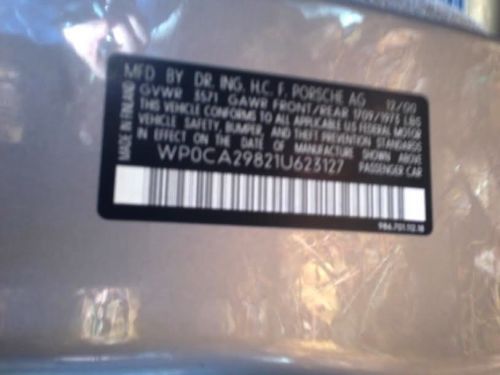 MFD BY DR. ING. H.C. F. PORSCHE AG 12/00
GVWR 3571 GAWR FRONT/REAR 1709/1973 LBS
THIS VEHICLE CONFORMS TO ALL APPLICABLE U.S. FEDERAL MOTOR
VEHICLE SAFETY, BUMPER, AND THEFT PREVENTION STANDARDS
IN EFFECT ON THE DATE OF MANUFACTURE SHOWN ABOVE
WP0CA29821U623127 PASSENGER CAR
MADE IN FINLAND
986.701.112.18